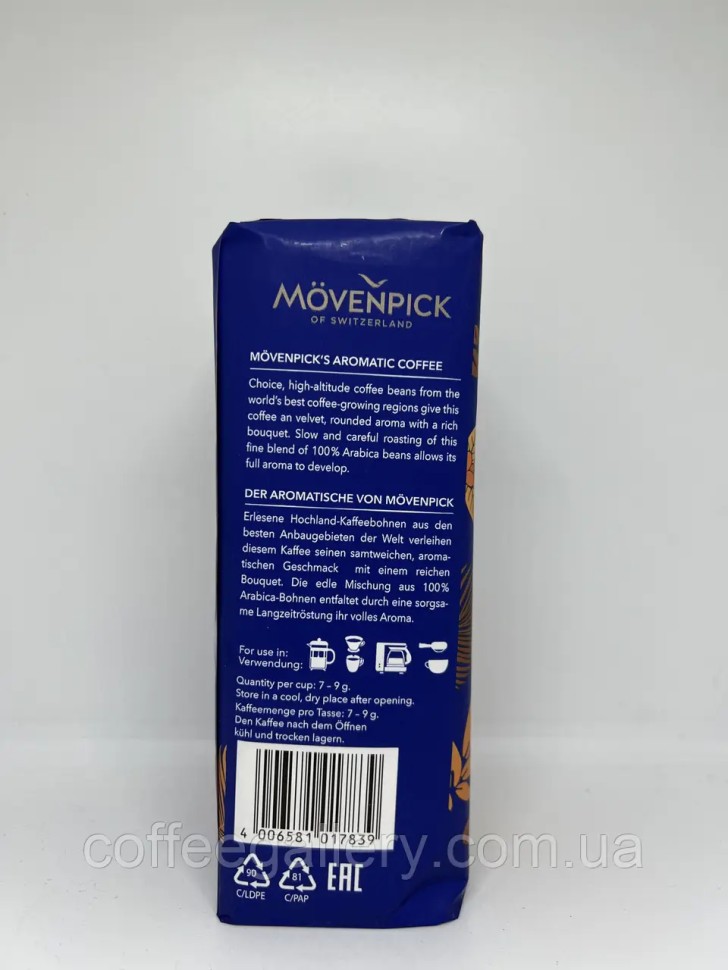 MÖVENPICK
OF SWITZERLAND
MÖVENPICK'S AROMATIC COFFEE
Choice, high-altitude coffee beans from the
world's best coffee-growing regions give this
coffee an velvet, rounded aroma with a rich
bouquet. Slow and careful roasting of this
fine blend of 100% Arabica beans allows its
full aroma to develop.
DER AROMATISCHE VON MÖVENPICK
Erlesene Hochland-Kaffeebohnen aus den
besten Anbaugebieten der Welt verleihen
diesem Kaffee seinen samtweichen, aroma-
tischen Geschmack mit einem reichen
Bouquet. Die edle Mischung aus 100%
Arabica-Bohnen entfaltet durch eine sorgsa-
me Langzeitröstung ihr volles Aroma.
For use in:
Verwendung:
Quantity per cup: 7 – 9 g.
Store in a cool, dry place after opening.
Kaffeemenge pro Tasse: 7 – 9 g.
Den Kaffee nach dem Öffnen
kühl und trocken lagern.
4 006581 017839
coffeegallery.com.ua
90 81 EAC
C/LDPE C/PAP